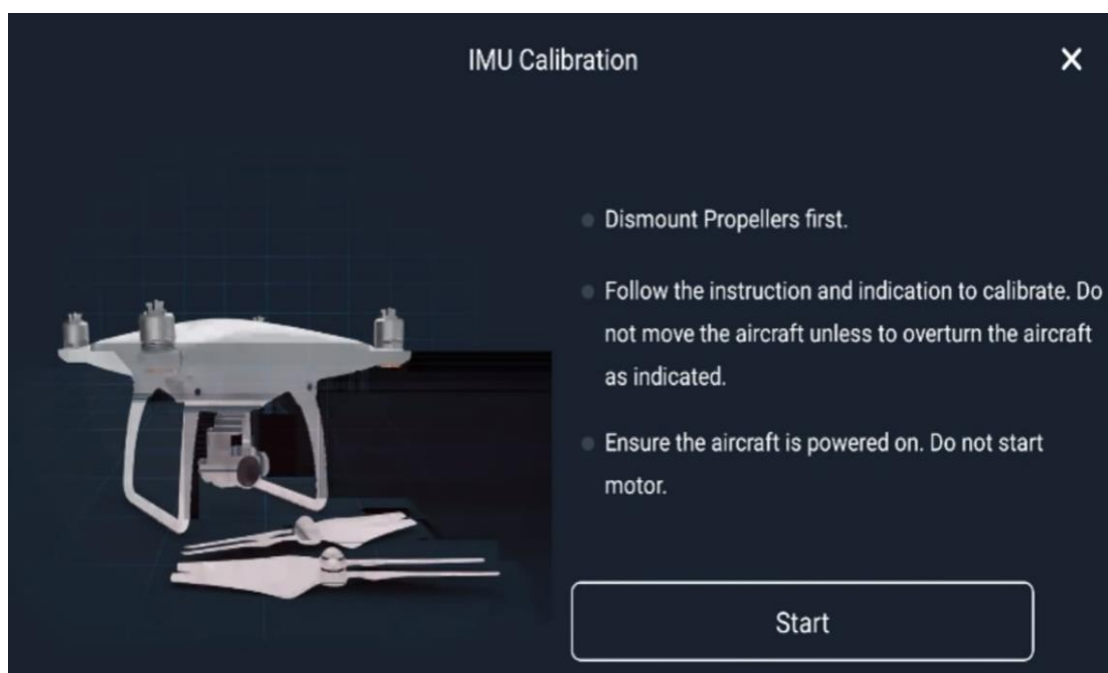 IMU Calibration
Dismount Propellers first.
Follow the instruction and indication to calibrate. Do
not move the aircraft unless to overturn the aircraft
as indicated.
Ensure the aircraft is powered on. Do not start
motor.
Start